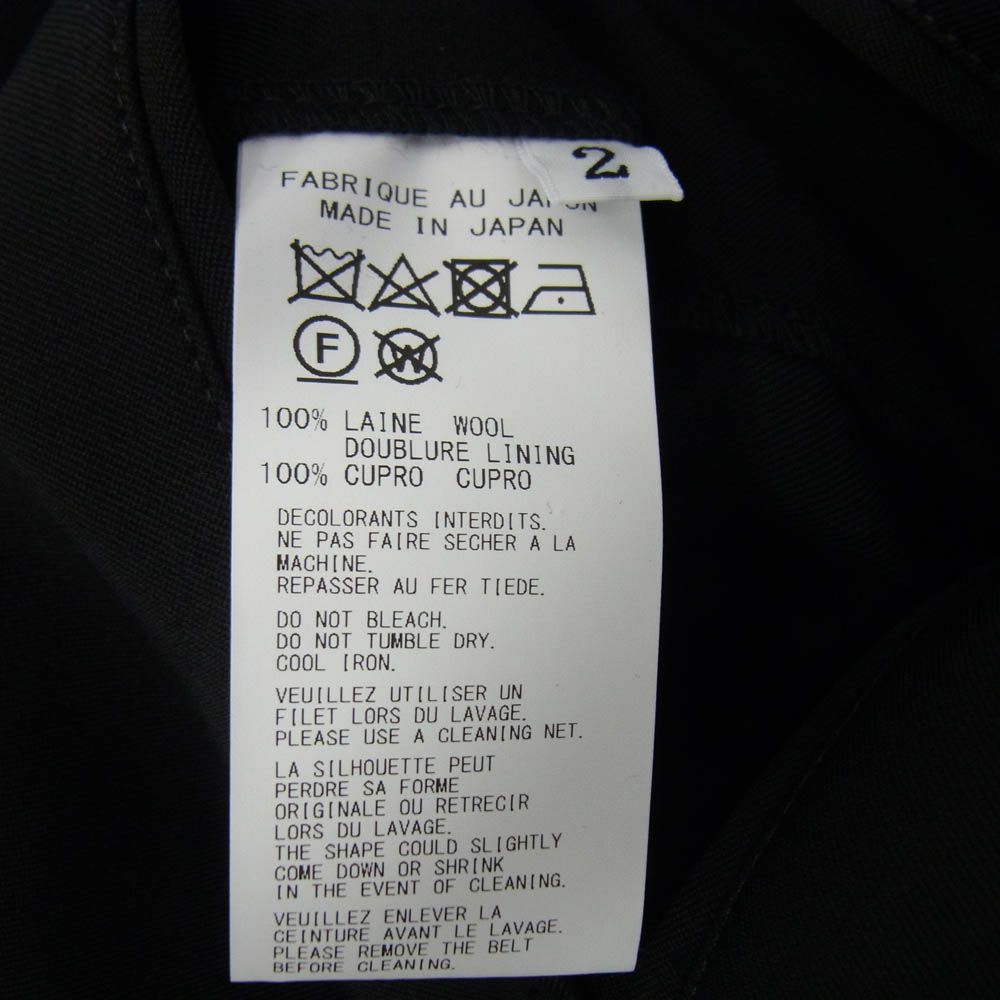 2
FABRIQUE AU
MADE IN JAPAN
F
W
100% LAINE WOOL
DOUBLURE LINING
100% CUPRO CUPRO
DECOLORANTS INTERDITS.
NE PAS FAIRE SECHER A LA
MACHINE.
REPASSER AU FER TIEDE.
DO NOT BLEACH.
DO NOT TUMBLE DRY.
COOL IRON.
VEUILLEZ UTILISER UN
FILET LORS DU LAVAGE.
PLEASE USE A CLEANING NET.
LA SILHOUETTE PEUT
PERDRE SA FORME
ORIGINALE OU RETRECIR
LORS DU LAVAGE.
THE SHAPE COULD SLIGHTLY
COME DOWN OR SHRINK
IN THE EVENT OF CLEANING.
VEUILLEZ ENLEVER LA
CEINTURE AVANT LE LAVAGE.
PLEASE REMOVE THE BELT
BEFORE CLEANING.